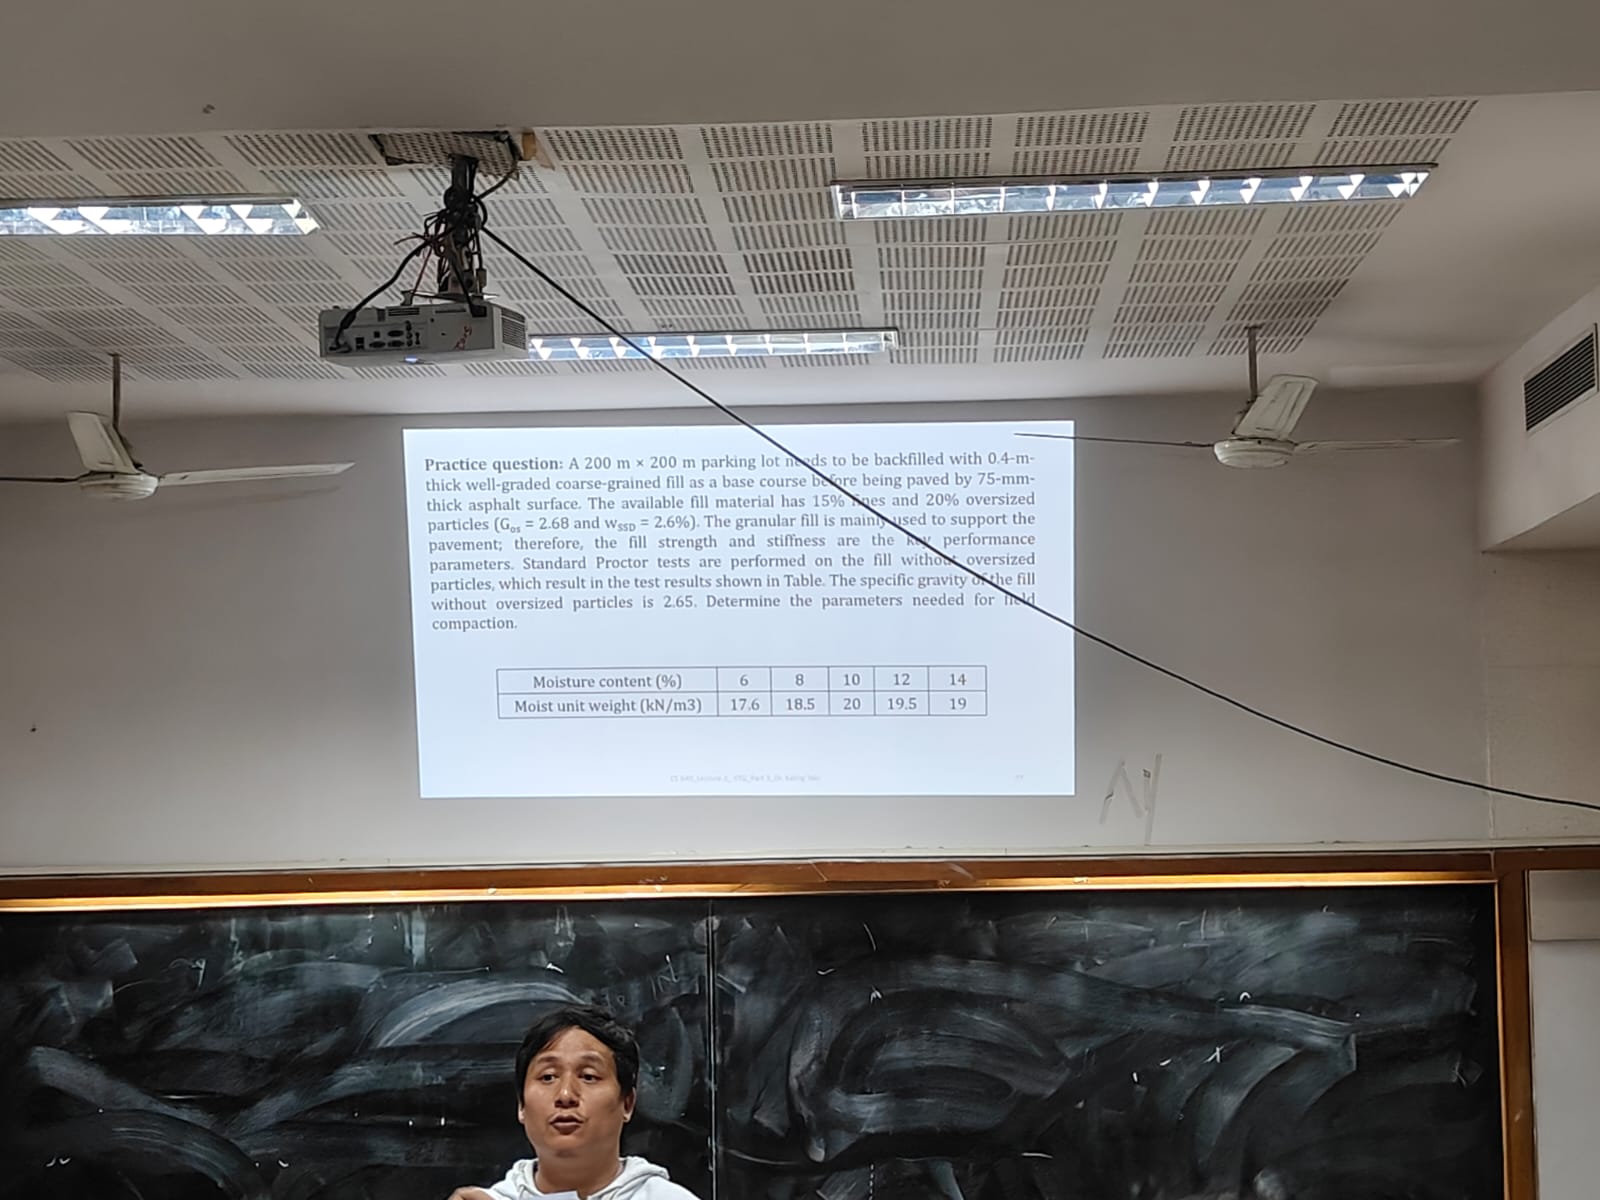 Practice question: A 200 m × 200 m parking lot needs to be backfilled with 0.4-m-
thick well-graded coarse-grained fill as a base course before being paved by 75-mm-
thick asphalt surface. The available fill material has 15% fines and 20% oversized
particles (Gos = 2.68 and wSSD = 2.6%). The granular fill is mainly used to support the
pavement; therefore, the fill strength and stiffness are the key performance
parameters. Standard Proctor tests are performed on the fill without oversized
particles, which result in the test results shown in Table. The specific gravity of the fill
without oversized particles is 2.65. Determine the parameters needed for field
compaction.
Moisture content (%) 6 8 10 12 14
Moist unit weight (kN/m3) 17.6 18.5 20 19.5 19